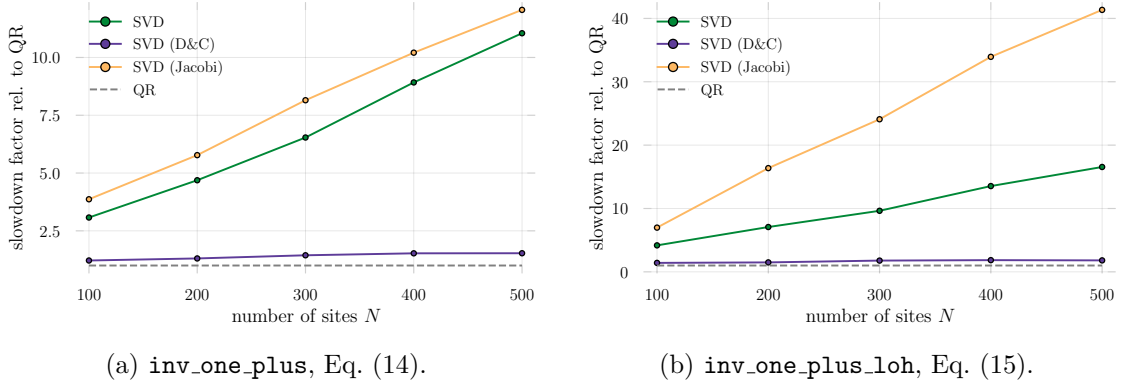 slowdown factor rel. to QR
10.0
7.5
5.0
2.5
SVD
SVD (D&C)
SVD (Jacobi)
QR
100
200
300
400
500
number of sites N
(a) inv_one_plus, Eq. (14).
slowdown factor rel. to QR
40
30
20
10
0
SVD
SVD (D&C)
SVD (Jacobi)
QR
100
200
300
400
500
number of sites N
(b) inv_one_plus_loh, Eq. (15).